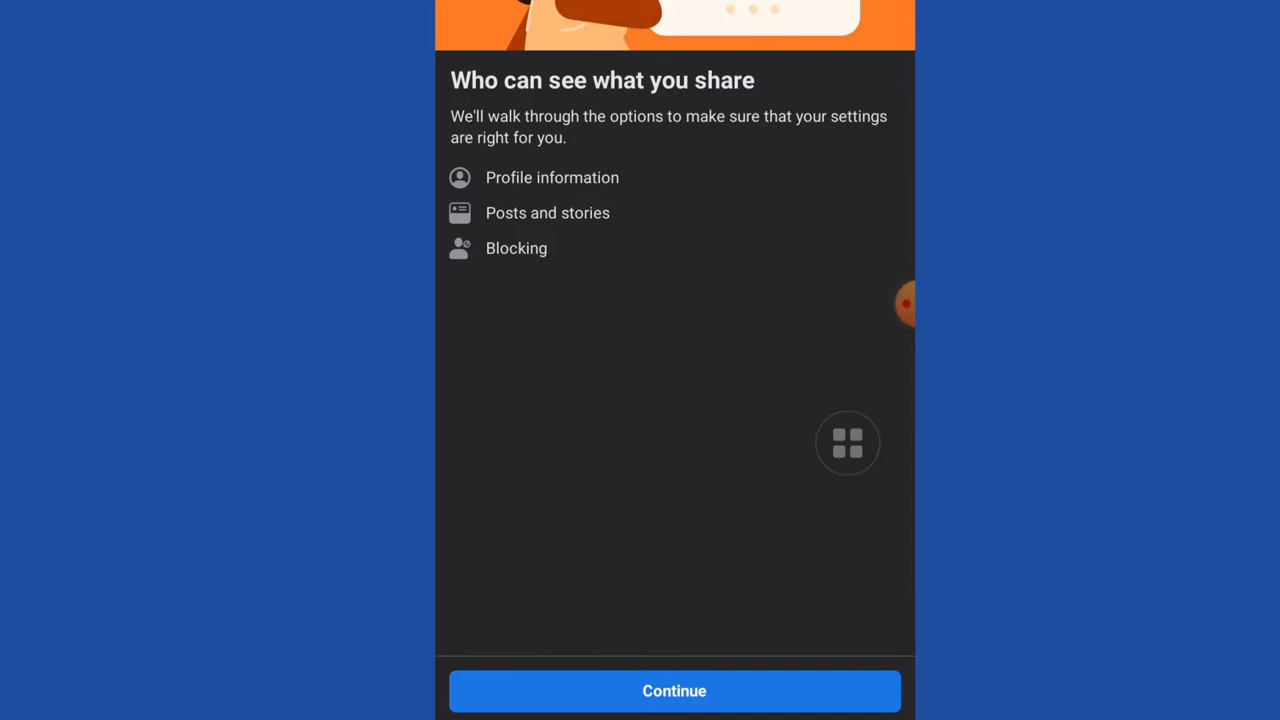 Who can see what you share
We'll walk through the options to make sure that your settings
are right for you.
Profile information
Posts and stories
Blocking
Continue